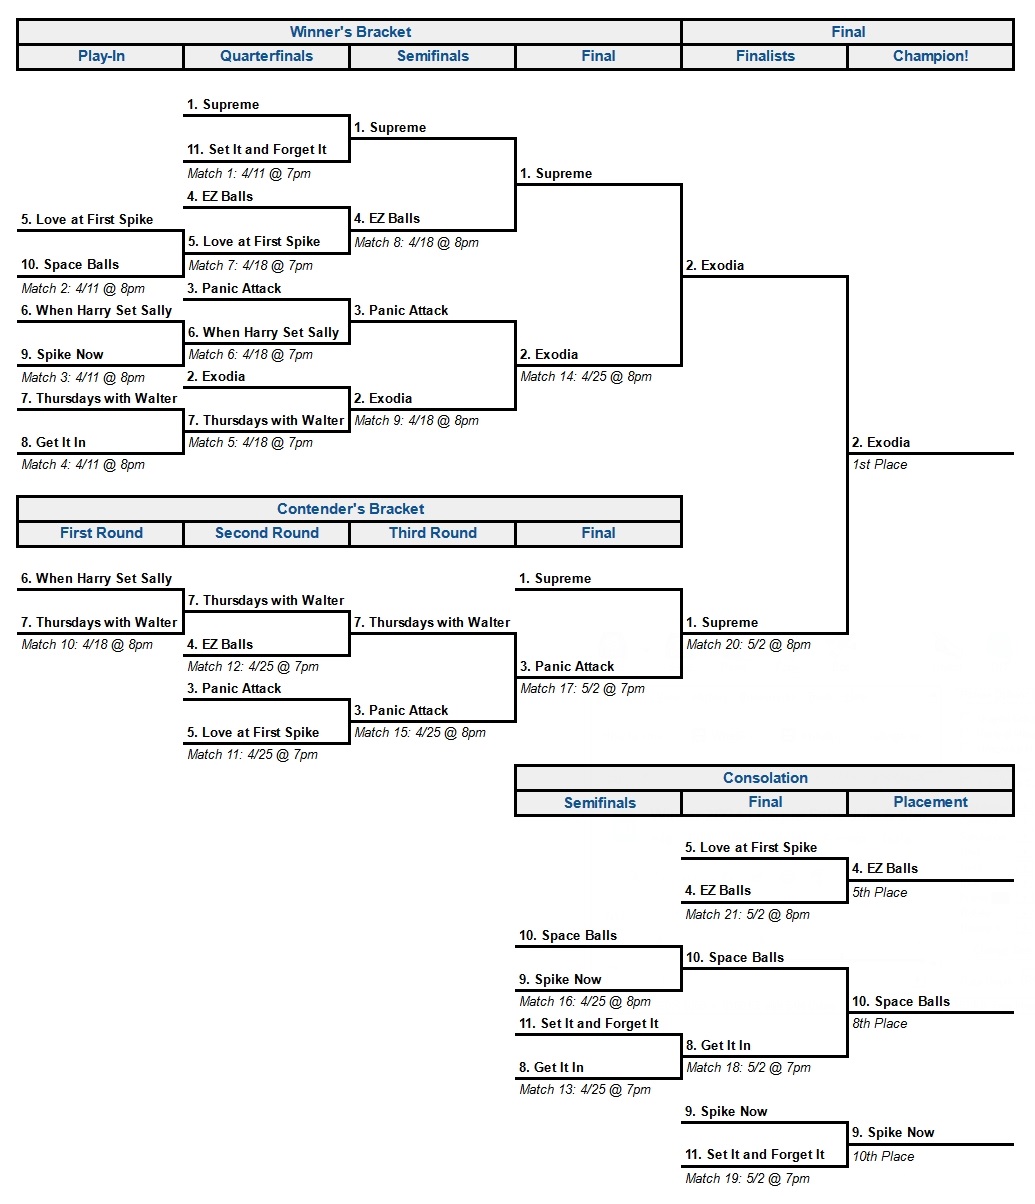 Winner's Bracket
Final
Play-In
Quarterfinals
Semifinals
Final
Finalists
Champion!
1. Supreme
1. Supreme
11. Set It and Forget It
Match 1: 4/11 @ 7pm
1. Supreme
4. EZ Balls
5. Love at First Spike
4. EZ Balls
5. Love at First Spike
Match 8: 4/18 @ 8pm
10. Space Balls
Match 7: 4/18 @ 7pm
2. Exodia
Match 2: 4/11 @ 8pm
3. Panic Attack
6. When Harry Set Sally
3. Panic Attack
6. When Harry Set Sally
9. Spike Now
Match 6: 4/18 @ 7pm
2. Exodia
Match 3: 4/11 @ 8pm
2. Exodia
Match 14: 4/25 @ 8pm
7. Thursdays with Walter
2. Exodia
7. Thursdays with Walter
Match 9: 4/18 @ 8pm
8. Get It In
Match 5: 4/18 @ 7pm
2. Exodia
Match 4: 4/11 @ 8pm
1st Place
Contender's Bracket
First Round
Second Round
Third Round
Final
6. When Harry Set Sally
1. Supreme
7. Thursdays with Walter
7. Thursdays with Walter
7. Thursdays with Walter
1. Supreme
Match 10: 4/18 @ 8pm
4. EZ Balls
Match 20: 5/2 @ 8pm
Match 12: 4/25 @ 7pm
3. Panic Attack
3. Panic Attack
Match 17: 5/2 @ 7pm
3. Panic Attack
5. Love at First Spike
Match 15: 4/25 @ 8pm
Match 11: 4/25 @ 7pm
Consolation
Semifinals
Final
Placement
5. Love at First Spike
4. EZ Balls
4. EZ Balls
5th Place
Match 21: 5/2 @ 8pm
10. Space Balls
10. Space Balls
9. Spike Now
Match 16: 4/25 @ 8pm
10. Space Balls
11. Set It and Forget It
8th Place
8. Get It In
8. Get It In
Match 18: 5/2 @ 7pm
Match 13: 4/25 @ 7pm
9. Spike Now
9. Spike Now
11. Set It and Forget It
10th Place
Match 19: 5/2 @ 7pm